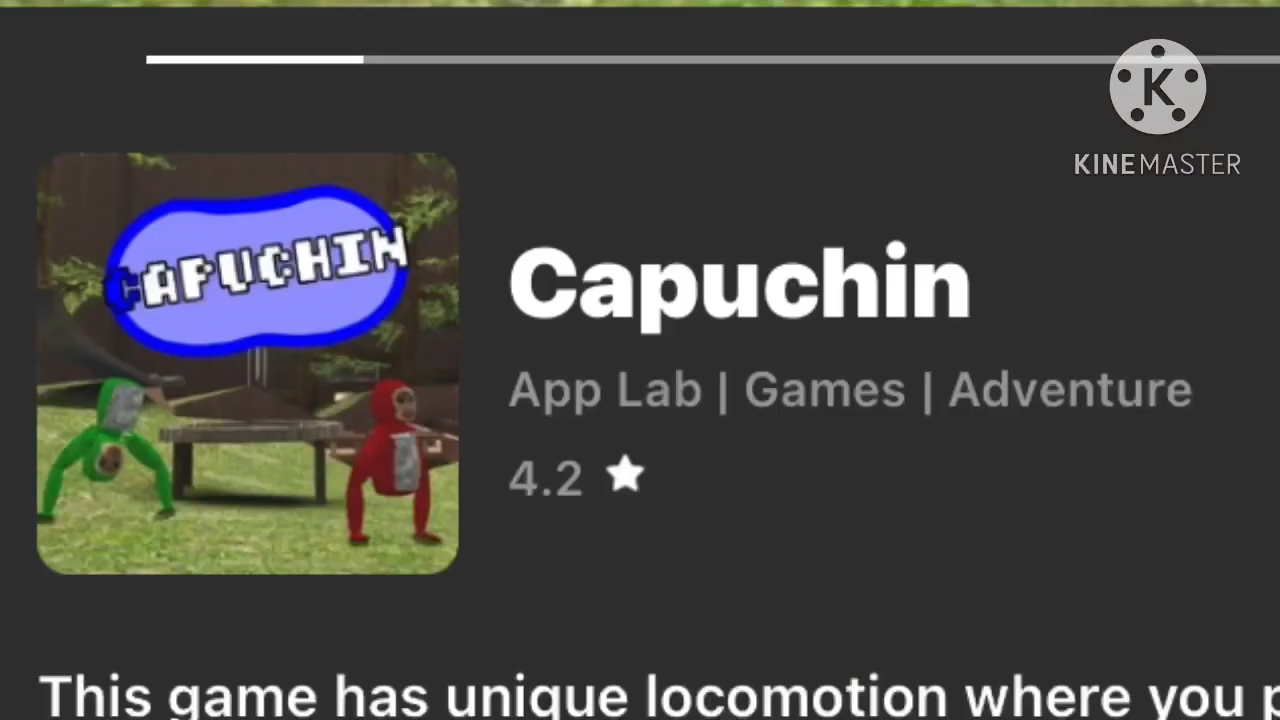 K
KINEMASTER
CAPUCHIN
Capuchin
App Lab | Games | Adventure
4.2 ★
This game has unique locomotion where you